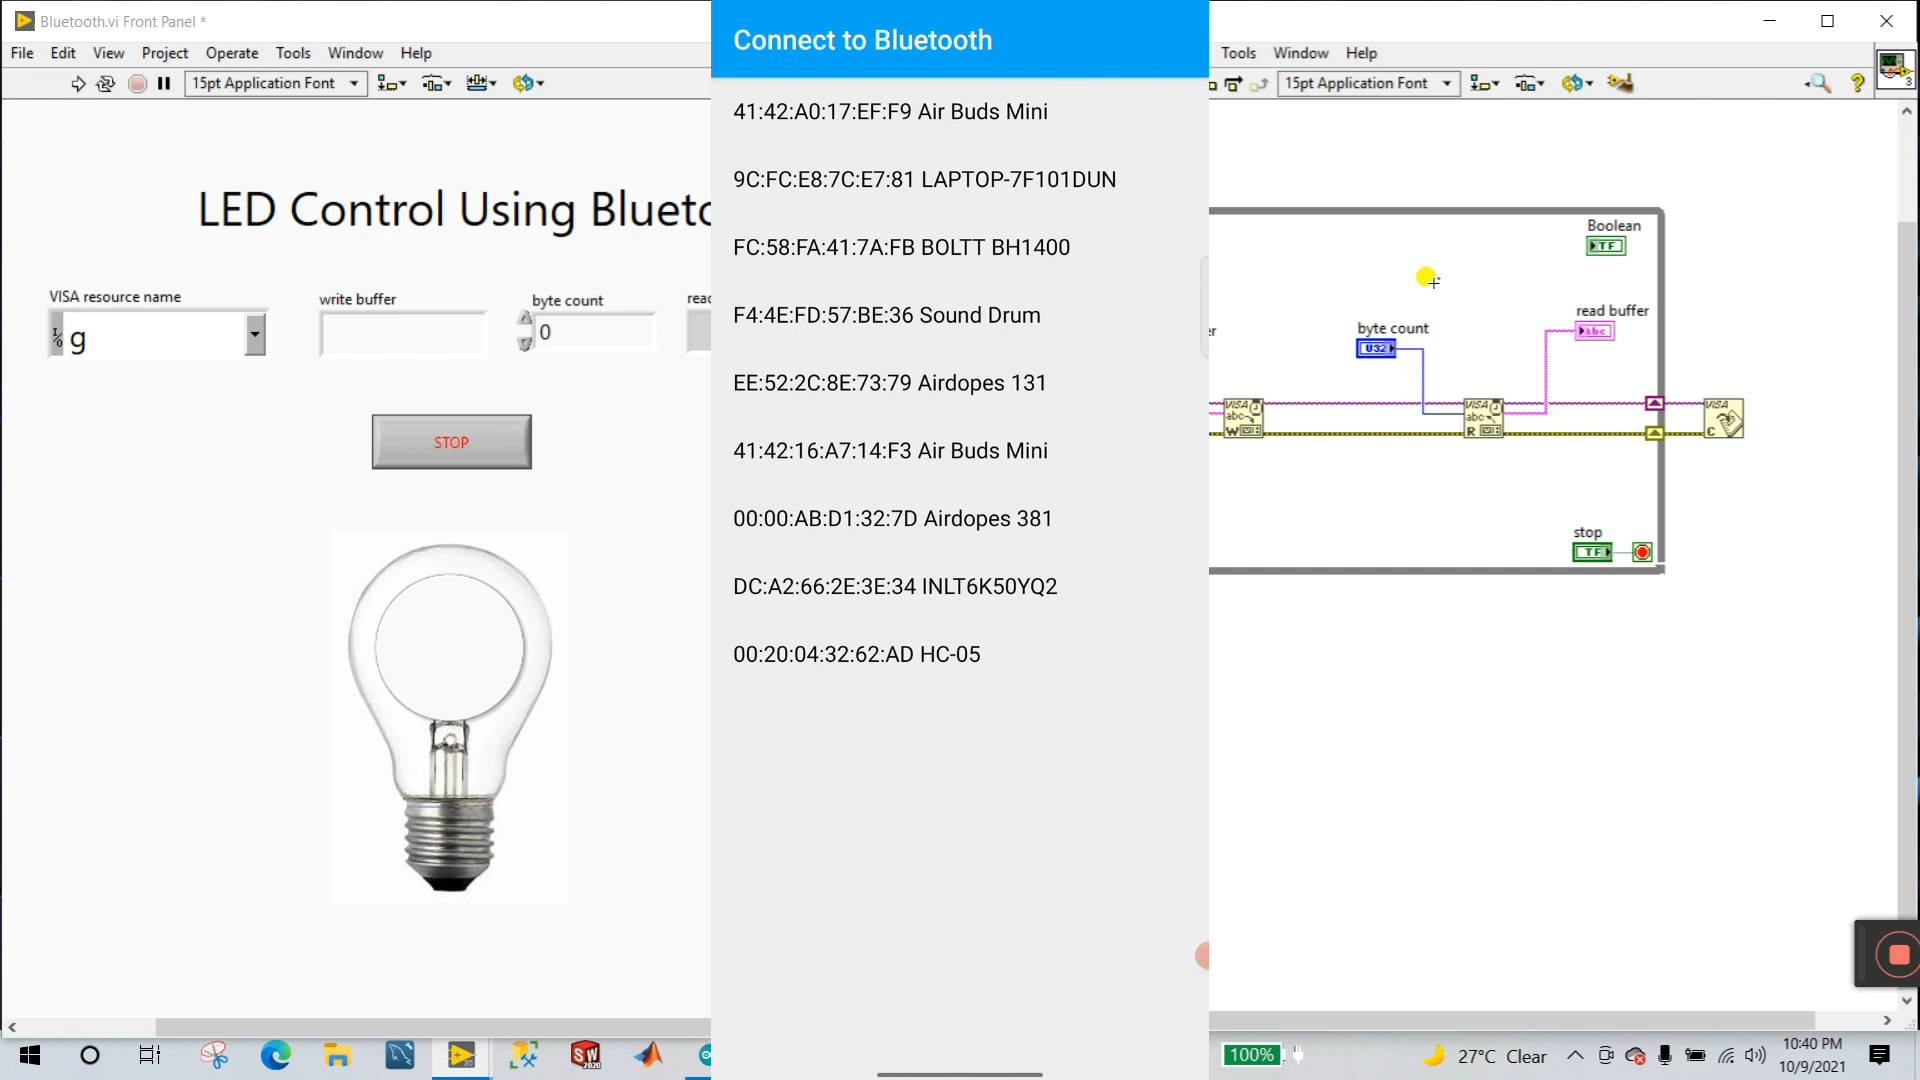 Bluetooth.vi Front Panel *
File Edit View Project Operate Tools Window Help
15pt Application Font
LED Control Using Blueto
VISA resource name
write buffer
byte count
g
0
STOP
Connect to Bluetooth
41:42:A0:17:EF:F9 Air Buds Mini
9C:FC:E8:7C:E7:81 LAPTOP-7F101DUN
FC:58:FA:41:7A:FB BOLTT BH1400
F4:4E:FD:57:BE:36 Sound Drum
EE:52:2C:8E:73:79 Airdopes 131
41:42:16:A7:14:F3 Air Buds Mini
00:00:AB:D1:32:7D Airdopes 381
DC:A2:66:2E:3E:34 INLT6K50YQ2
00:20:04:32:62:AD HC-05
Tools Window Help
15pt Application Font
3
Boolean
TF
read buffer
abc
byte count
U32
VISA
abc
W
VISA
abc
R
VISA
C
stop
TF
SW
2020
20
100%
27°C Clear
10:40 PM
10/9/2021